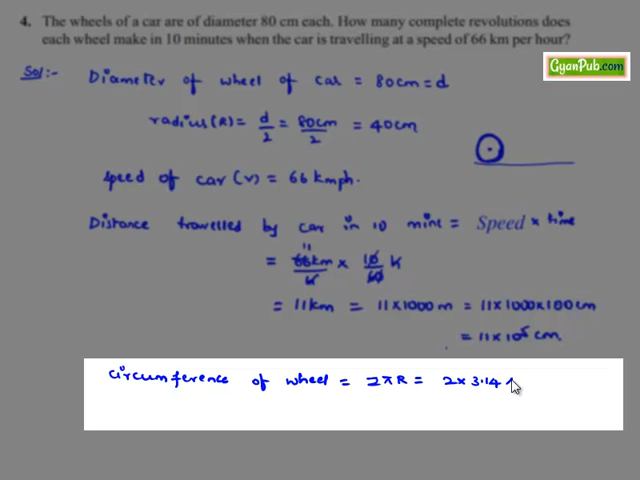 4. The wheels of a car are of diameter 80 cm each. How many complete revolutions does
each wheel make in 10 minutes when the car is travelling at a speed of 66 km per hour?
GyanPub.com
Sol:- Diameter of wheel of car = 80cm = d
radius(R) = d/2 = 80cm/2 = 40cm
speed of car (v) = 66 kmph.
Distance travelled by car in 10 mins = Speed × time
= 66 km/h × 10/60 h
11
= 11km = 11×1000 m = 11×1000×100 cm
= 11×10⁵ cm
circumference of wheel = 2πR = 2×3.14